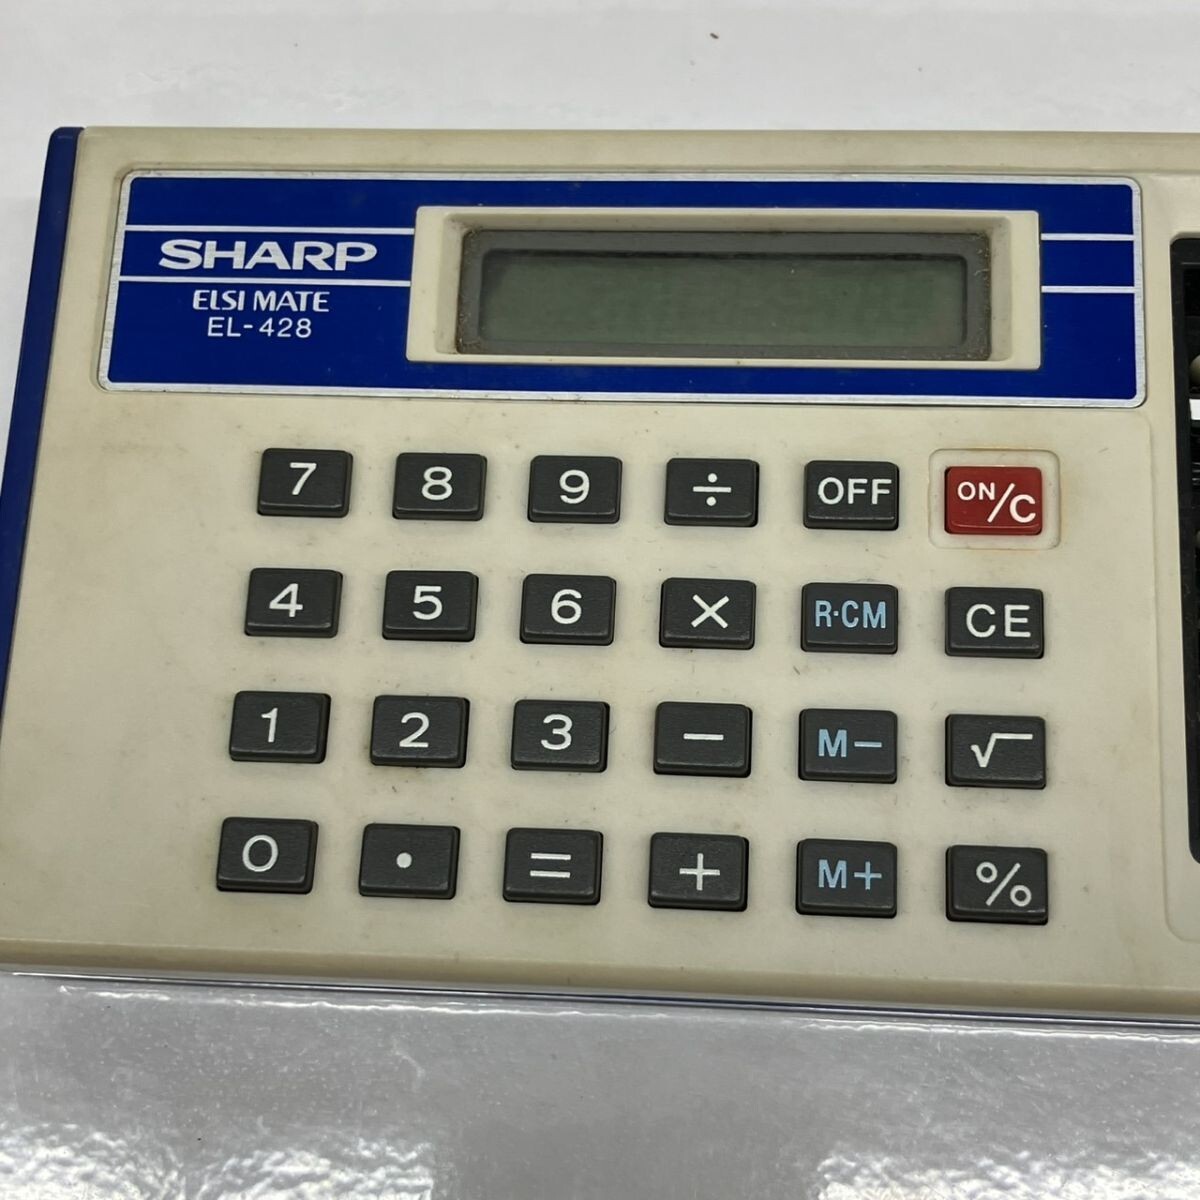 SHARP
ELSI MATE
EL-428
7 8 9 ÷ OFF ON/C
4 5 6 × R·CM CE
1 2 3 − M− √
0 . = + M+ %